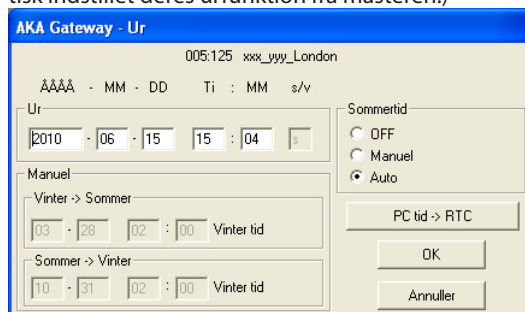 tisk indstillet deres urfunktion fra masteren.)
AKA Gateway - Ur
005:125 xxx_yyy_London
ÅÅÅÅ - MM - DD Ti : MM s/v
Ur
2010 - 06 - 15 15 : 04 s
Sommertid
OFF
Manuel
Auto
Manuel
Vinter -> Sommer
03 - 28 02 : 00 Vinter tid
Sommer -> Vinter
10 - 31 02 : 00 Vinter tid
PC tid -> RTC
OK
Annuller